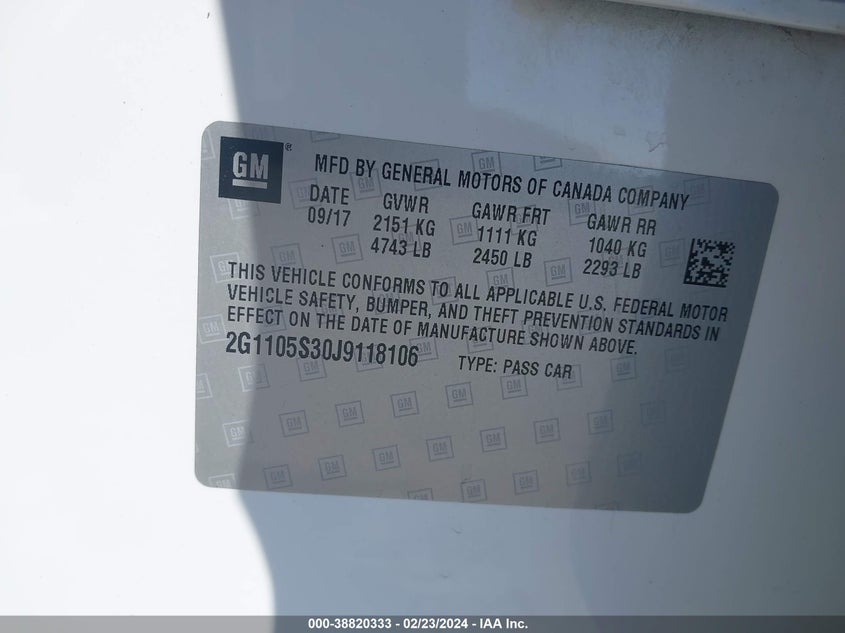 GM ® MFD BY GENERAL MOTORS OF CANADA COMPANY
DATE GVWR GAWR FRT GAWR RR
09/17 2151 KG 1111 KG 1040 KG
4743 LB 2450 LB 2293 LB
THIS VEHICLE CONFORMS TO ALL APPLICABLE U.S. FEDERAL MOTOR
VEHICLE SAFETY, BUMPER, AND THEFT PREVENTION STANDARDS IN
EFFECT ON THE DATE OF MANUFACTURE SHOWN ABOVE.
2G1105S30J9118106 TYPE: PASS CAR
000-38820333 - 02/23/2024 - IAA Inc.